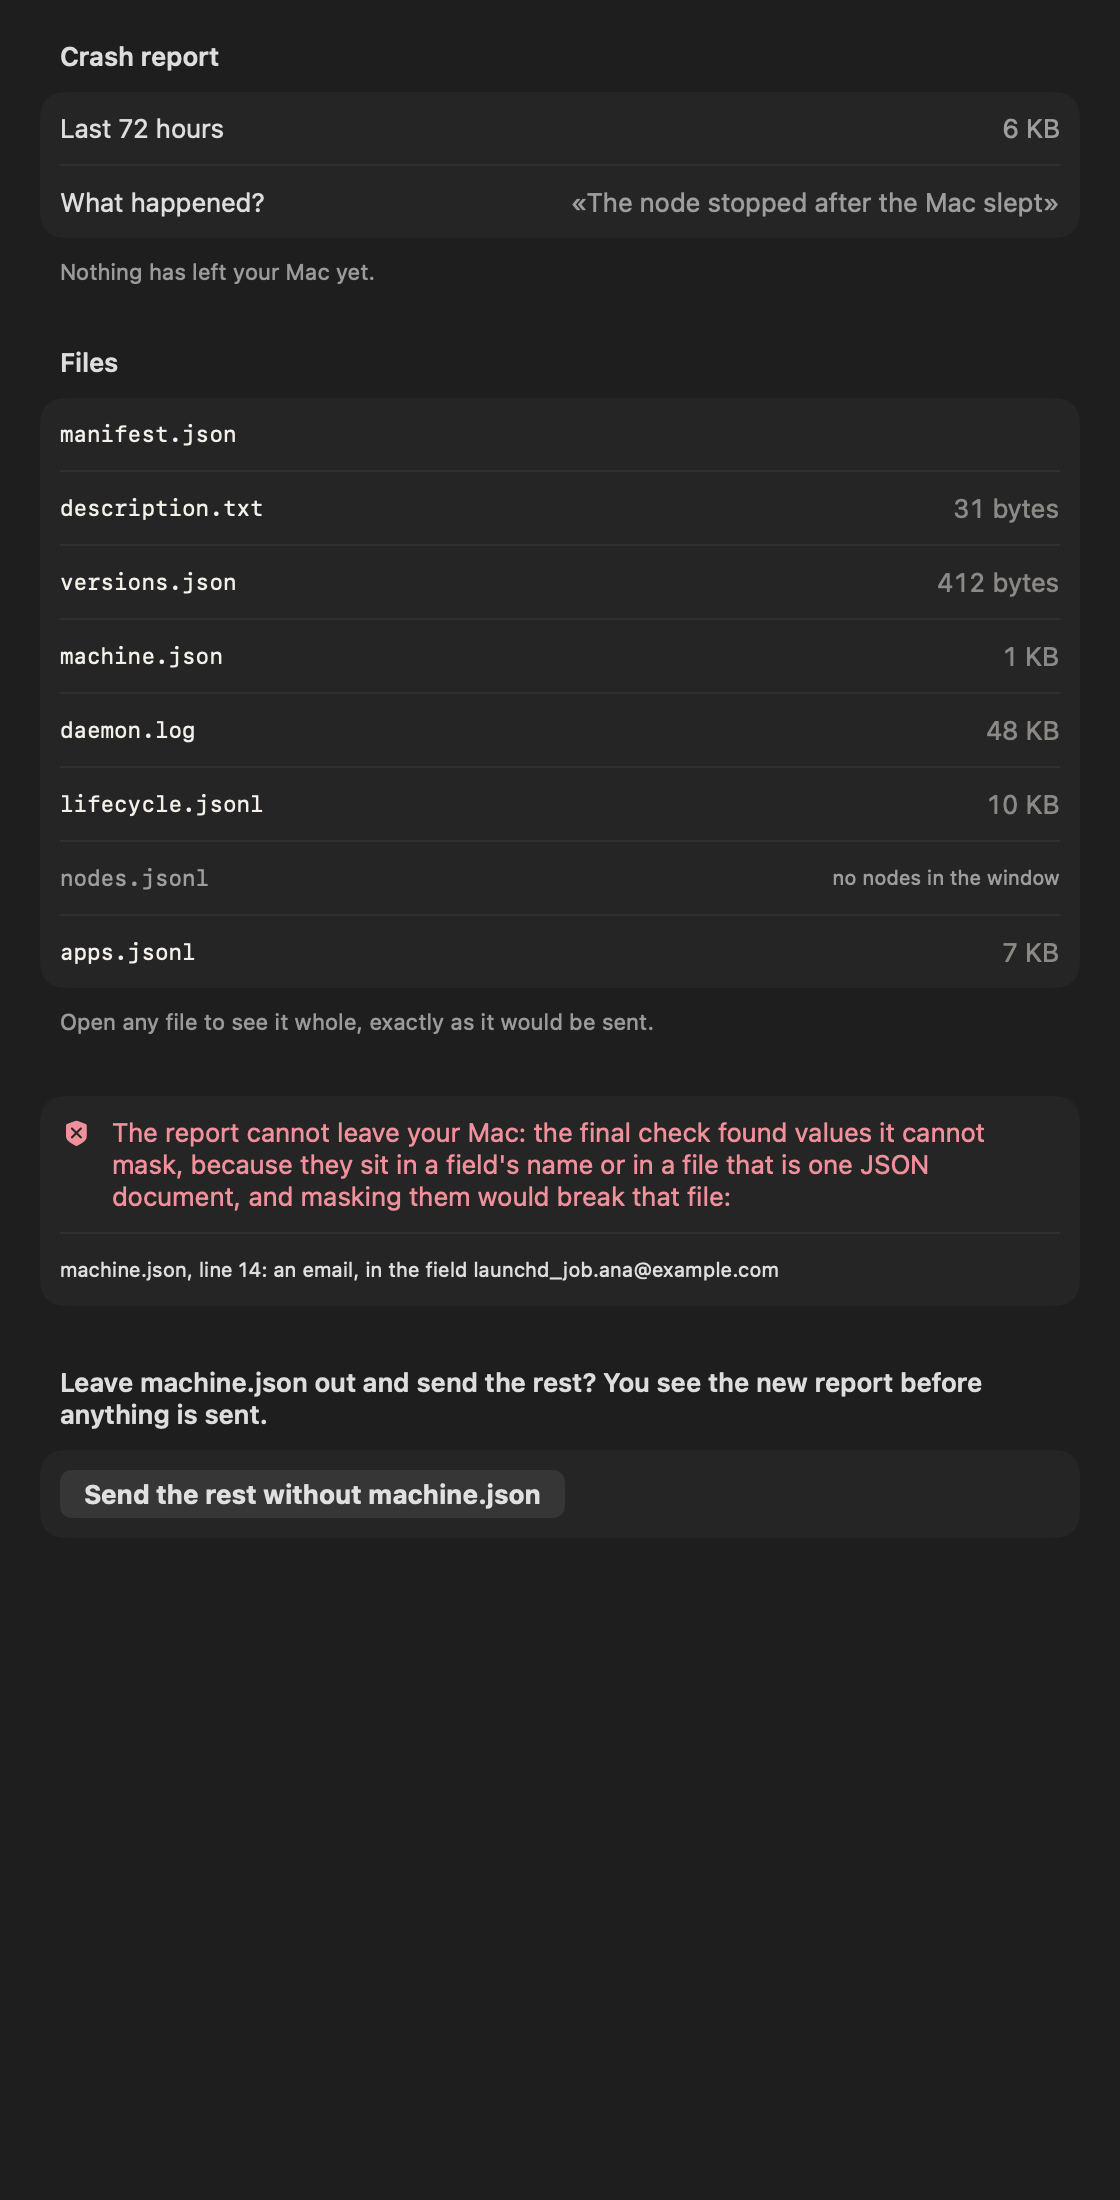 Crash report
Last 72 hours 6 KB
What happened? «The node stopped after the Mac slept»
Nothing has left your Mac yet.
Files
manifest.json
description.txt 31 bytes
versions.json 412 bytes
machine.json 1 KB
daemon.log 48 KB
lifecycle.jsonl 10 KB
nodes.jsonl no nodes in the window
apps.jsonl 7 KB
Open any file to see it whole, exactly as it would be sent.
The report cannot leave your Mac: the final check found values it cannot
mask, because they sit in a field's name or in a file that is one JSON
document, and masking them would break that file:
machine.json, line 14: an email, in the field launchd_job.ana@example.com
Leave machine.json out and send the rest? You see the new report before
anything is sent.
Send the rest without machine.json